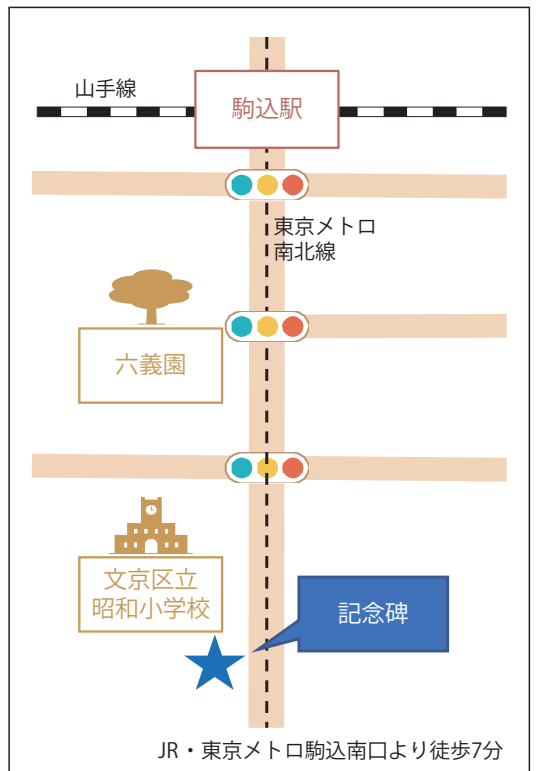 山手線
駒込駅
東京メトロ
南北線
六義園
文京区立
昭和小学校
記念碑
JR・東京メトロ駒込南口より徒歩7分